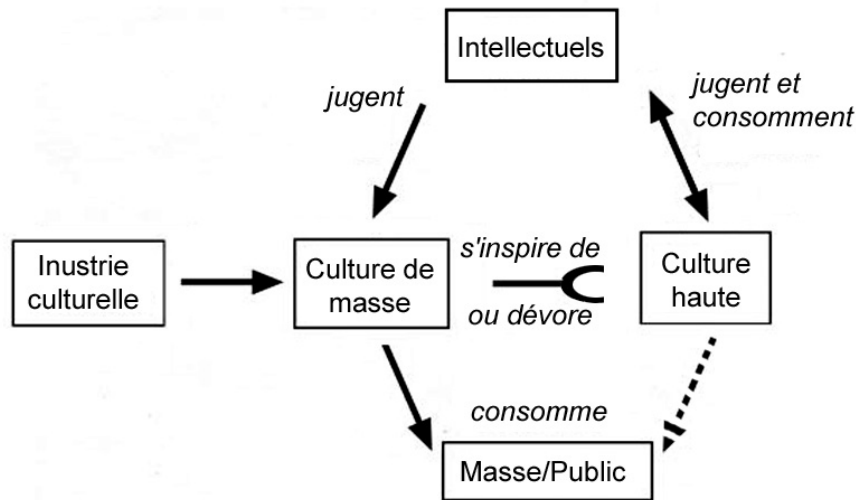 Intellectuels
jugent
jugent et
consomment
Inustrie
culturelle
Culture de
masse
s'inspire de
ou dévore
Culture
haute
consomme
Masse/Public